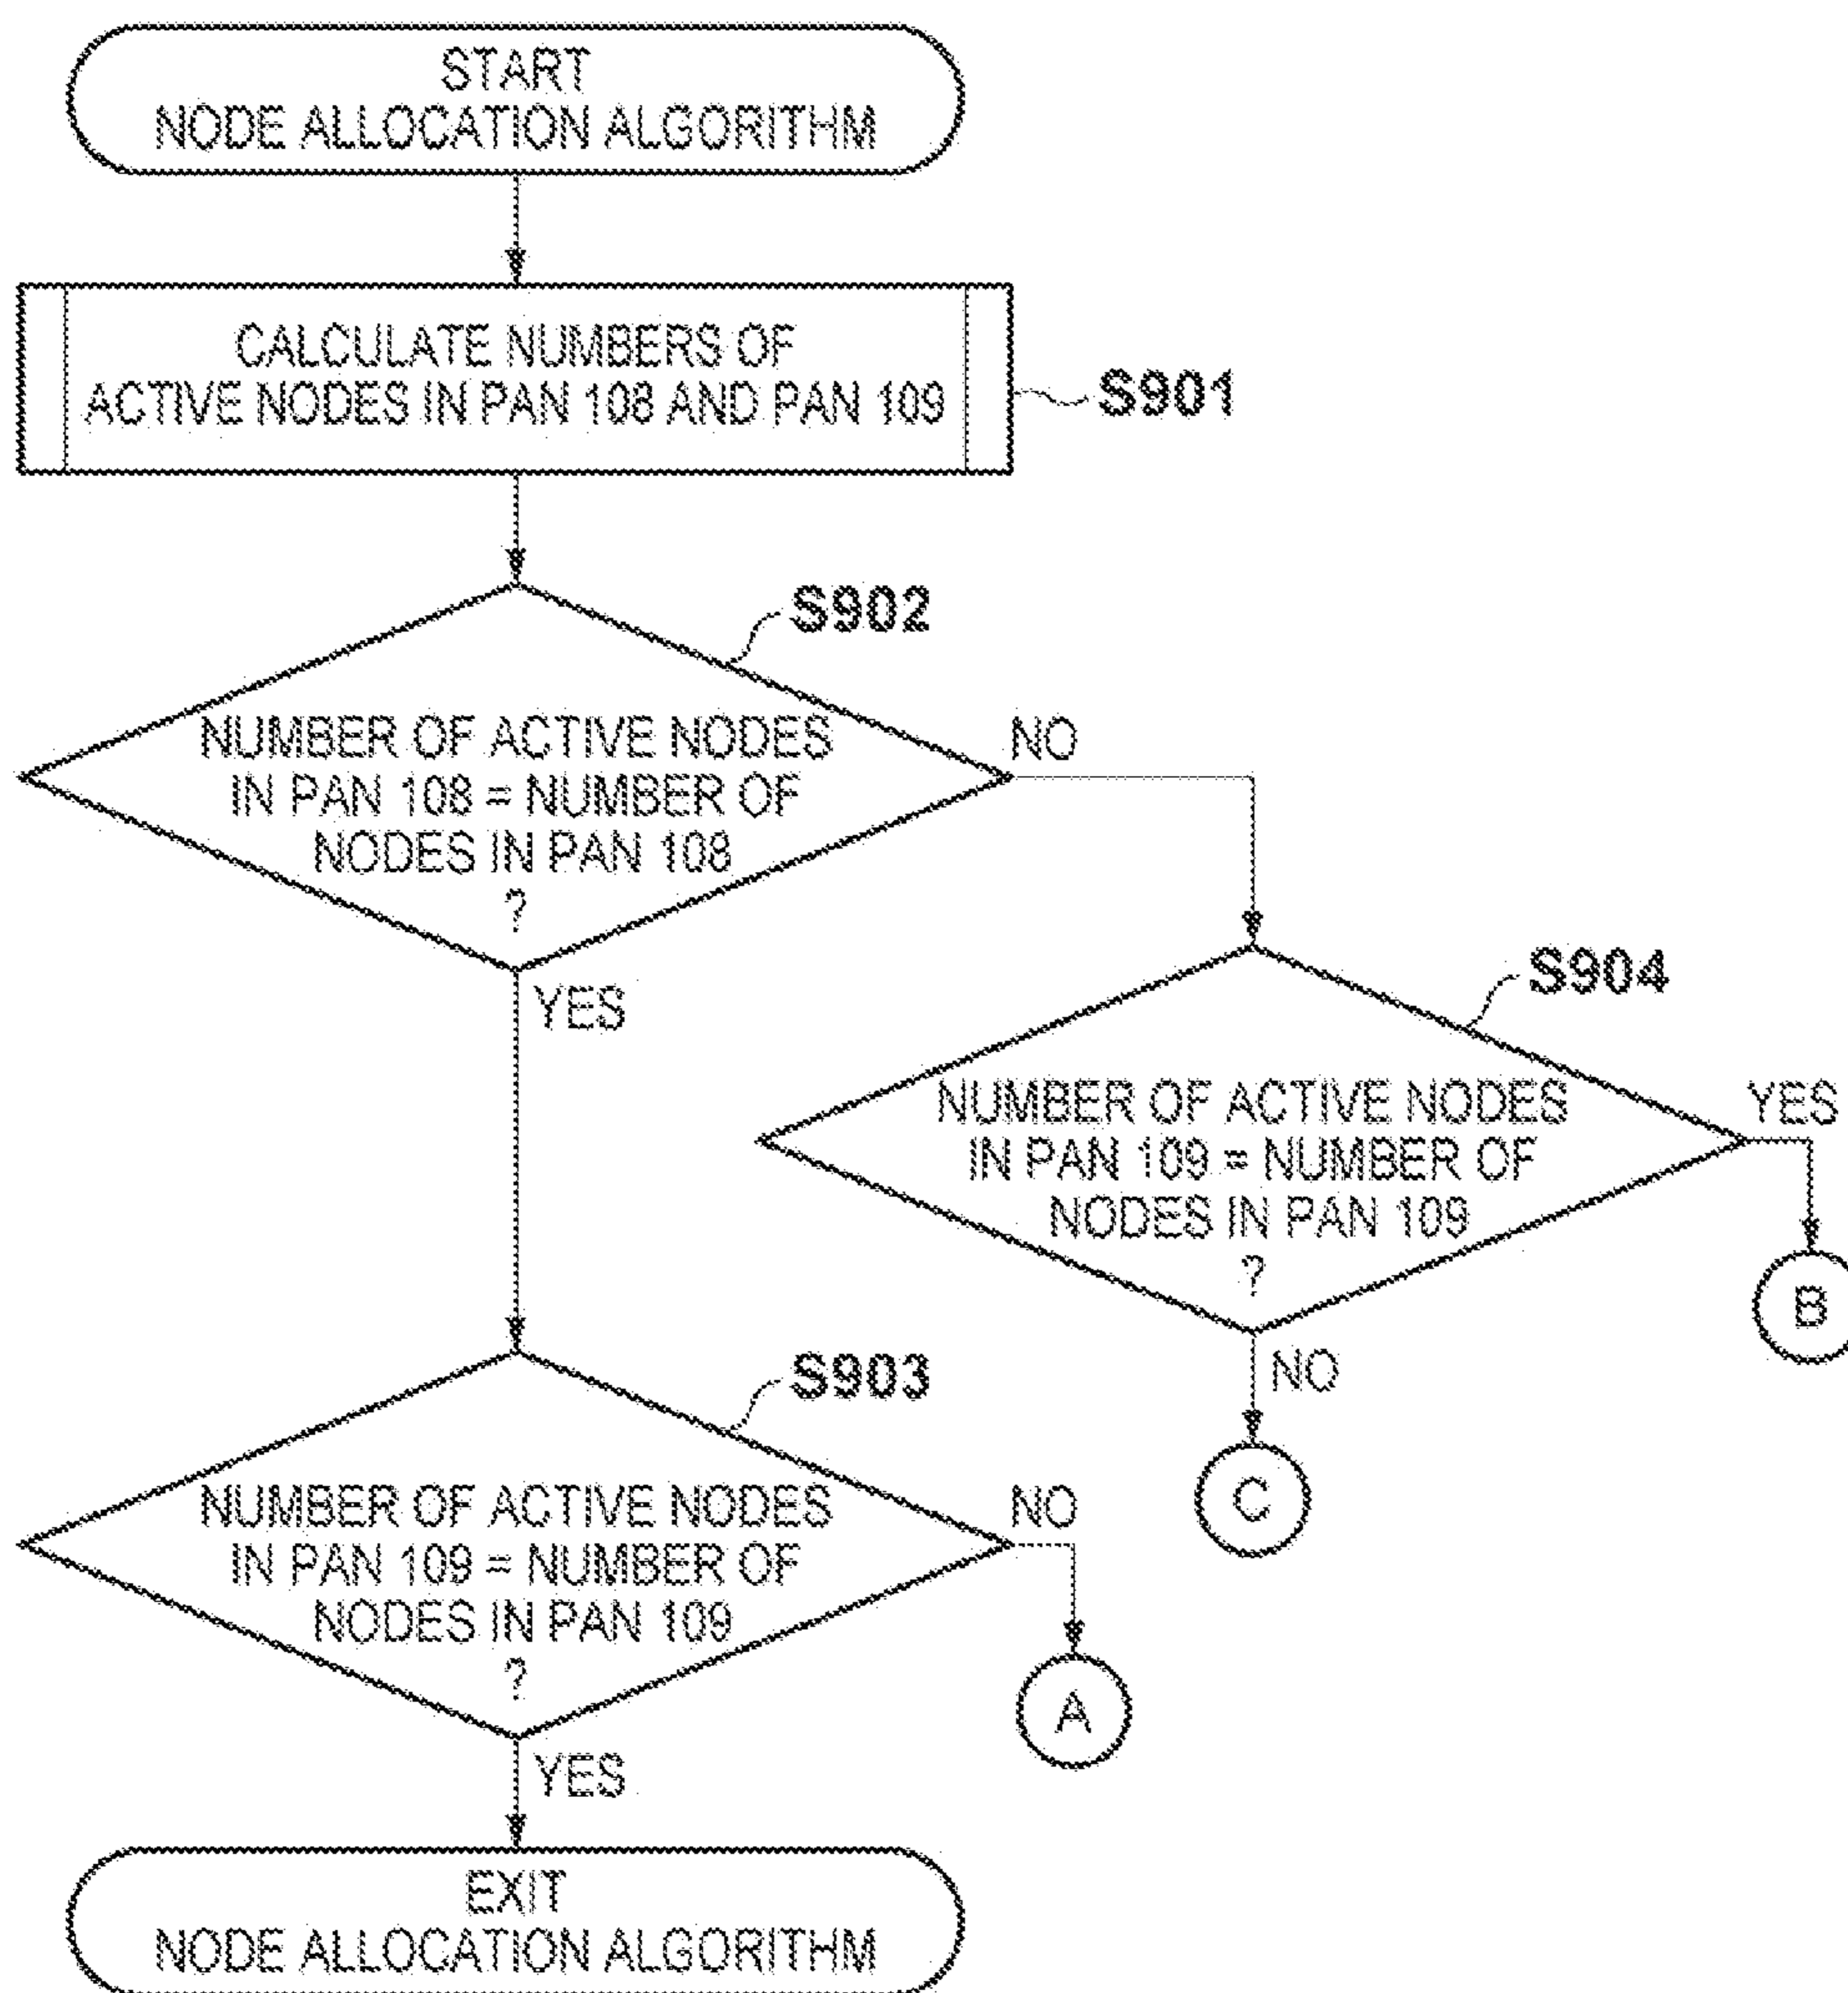 START
NODE ALLOCATION ALGORITHM
CALCULATE NUMBERS OF
ACTIVE NODES IN PAN 108 AND PAN 109
S901
S902
NUMBER OF ACTIVE NODES
IN PAN 108 = NUMBER OF
NODES IN PAN 108
?
NO
YES
S904
NUMBER OF ACTIVE NODES
IN PAN 109 = NUMBER OF
NODES IN PAN 109
?
YES
B
NO
C
S903
NUMBER OF ACTIVE NODES
IN PAN 109 = NUMBER OF
NODES IN PAN 109
?
NO
A
YES
EXIT
NODE ALLOCATION ALGORITHM